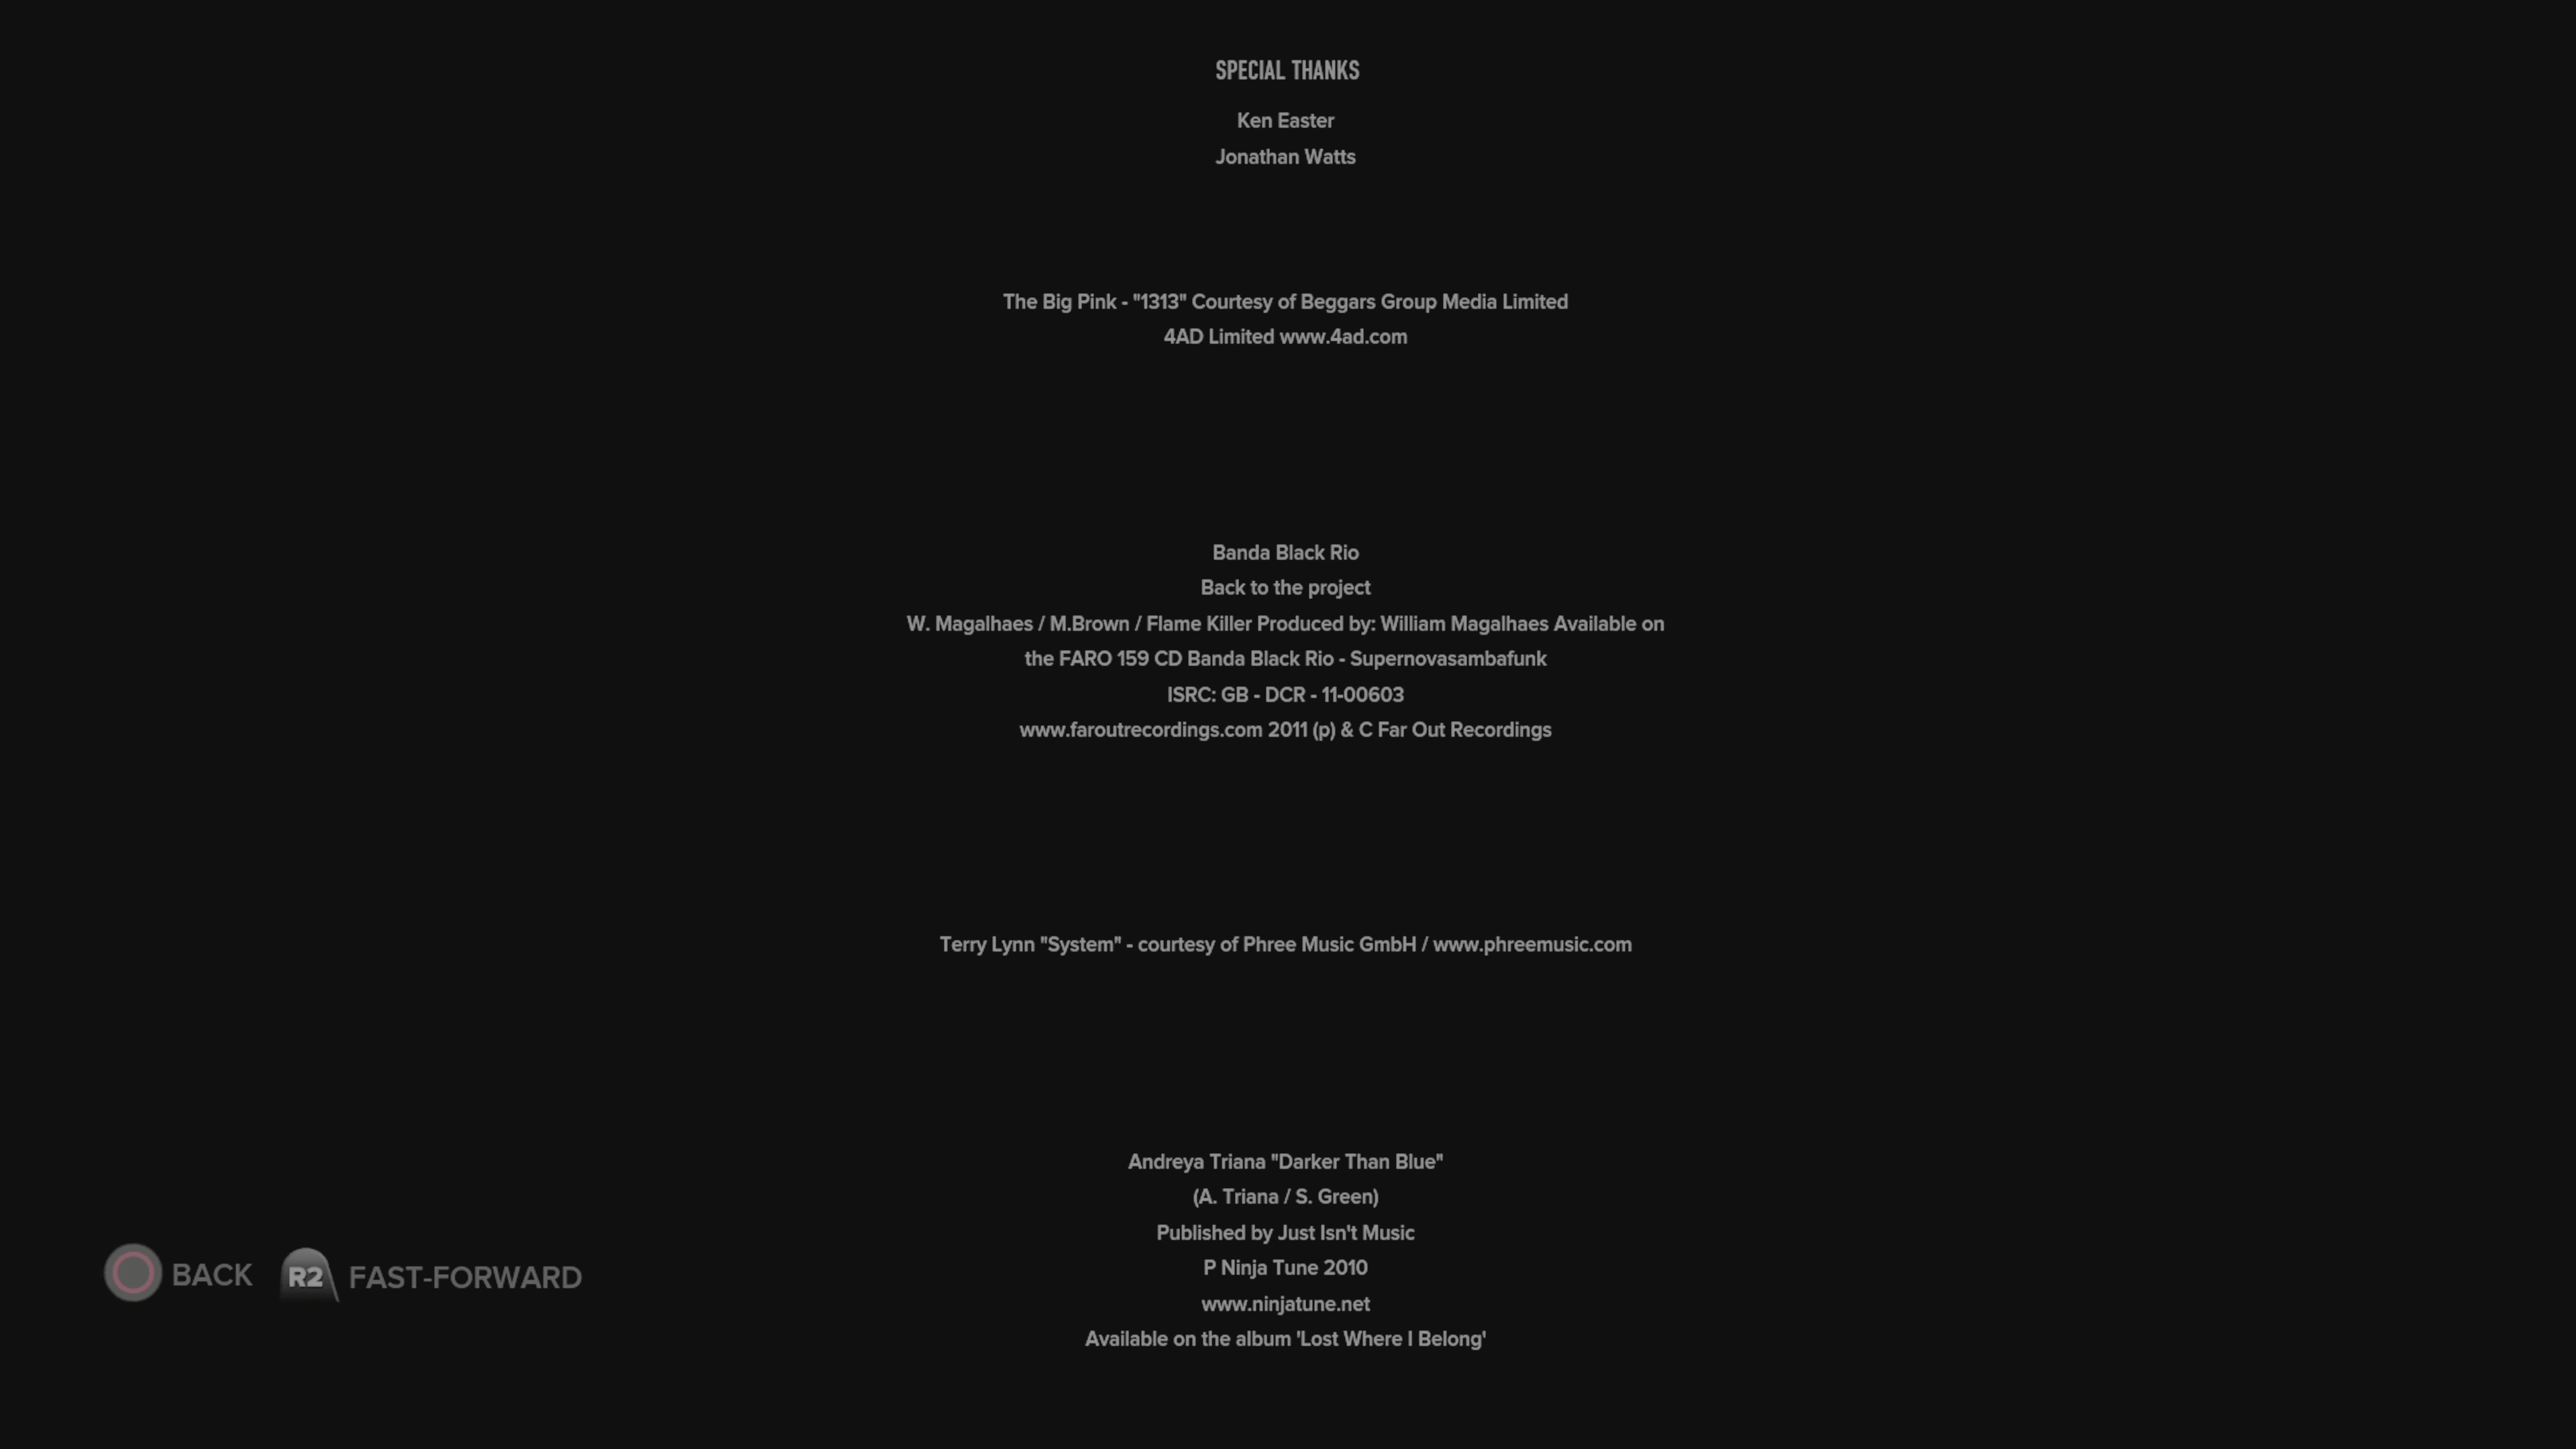 SPECIAL THANKS
Ken Easter
Jonathan Watts
The Big Pink - "1313" Courtesy of Beggars Group Media Limited
4AD Limited www.4ad.com
Banda Black Rio
Back to the project
W. Magalhaes / M.Brown / Flame Killer Produced by: William Magalhaes Available on
the FARO 159 CD Banda Black Rio - Supernovasambafunk
ISRC: GB - DCR - 11-00603
www.faroutrecordings.com 2011 (p) & C Far Out Recordings
Terry Lynn "System" - courtesy of Phree Music GmbH / www.phreemusic.com
Andreya Triana "Darker Than Blue"
(A. Triana / S. Green)
Published by Just Isn't Music
P Ninja Tune 2010
www.ninjatune.net
Available on the album 'Lost Where I Belong'
BACK R2 FAST-FORWARD